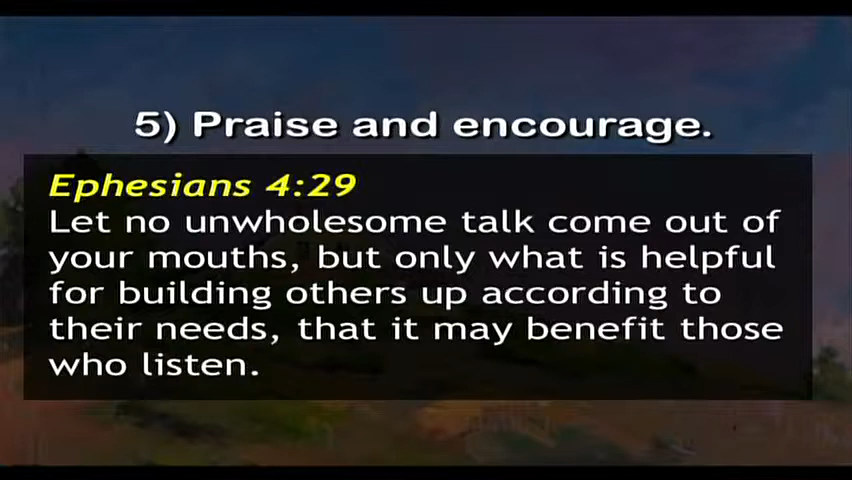 5) Praise and encourage.
Ephesians 4:29
Let no unwholesome talk come out of
your mouths, but only what is helpful
for building others up according to
their needs, that it may benefit those
who listen.